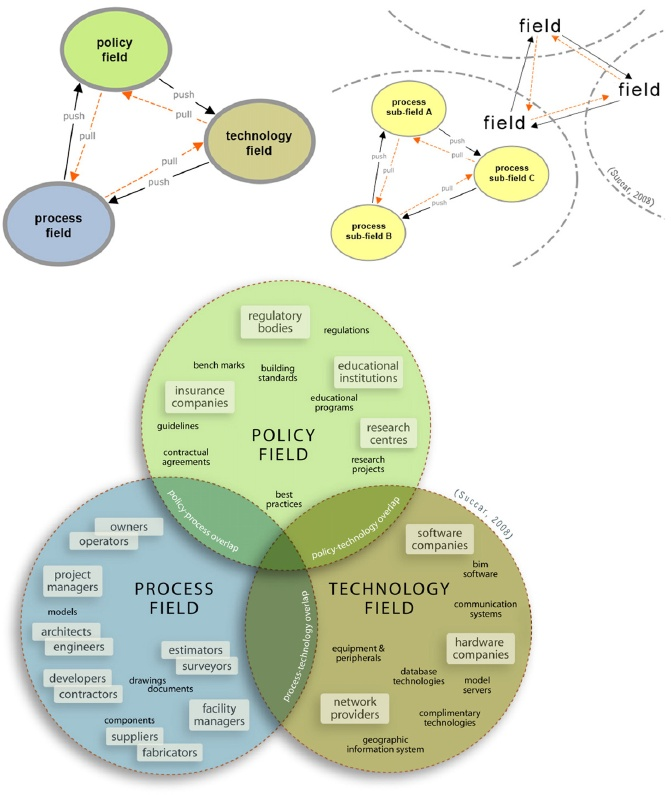 policy
field
push
pull
push
pull
technology
field
pull
push
process
field
field
field
field
process
sub-field A
push
pull
push
pull
process
sub-field C
pull
push
process
sub-field B
(Succar, 2008)
regulatory
bodies
regulations
bench marks
building
standards
educational
institutions
insurance
companies
educational
programs
guidelines
POLICY
FIELD
research
centres
contractual
agreements
research
projects
best
practices
policy-process overlap
policy-technology overlap
(Succar, 2008)
owners
operators
project
managers
PROCESS
FIELD
models
architects
engineers
estimators
surveyors
developers
contractors
drawings
documents
components
facility
managers
suppliers
fabricators
process-technology overlap
software
companies
bim
software
TECHNOLOGY
FIELD
communication
systems
equipment &
peripherals
hardware
companies
database
technologies
model
servers
network
providers
complimentary
technologies
geographic
information system